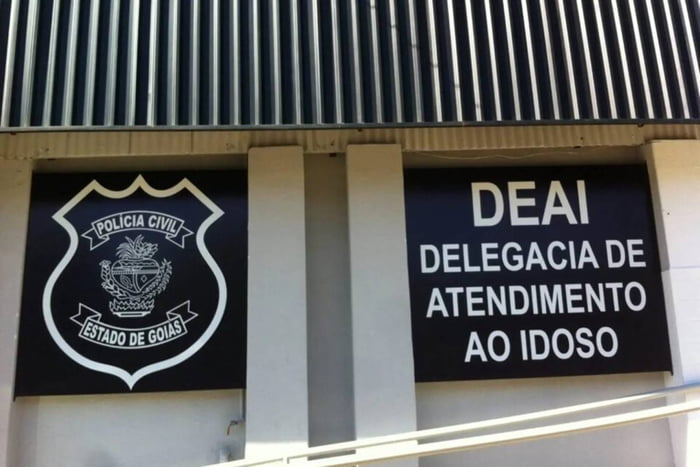 POLÍCIA CIVIL
ESTADO DE GOIÁS
DEAI
DELEGACIA DE
ATENDIMENTO
AO IDOSO